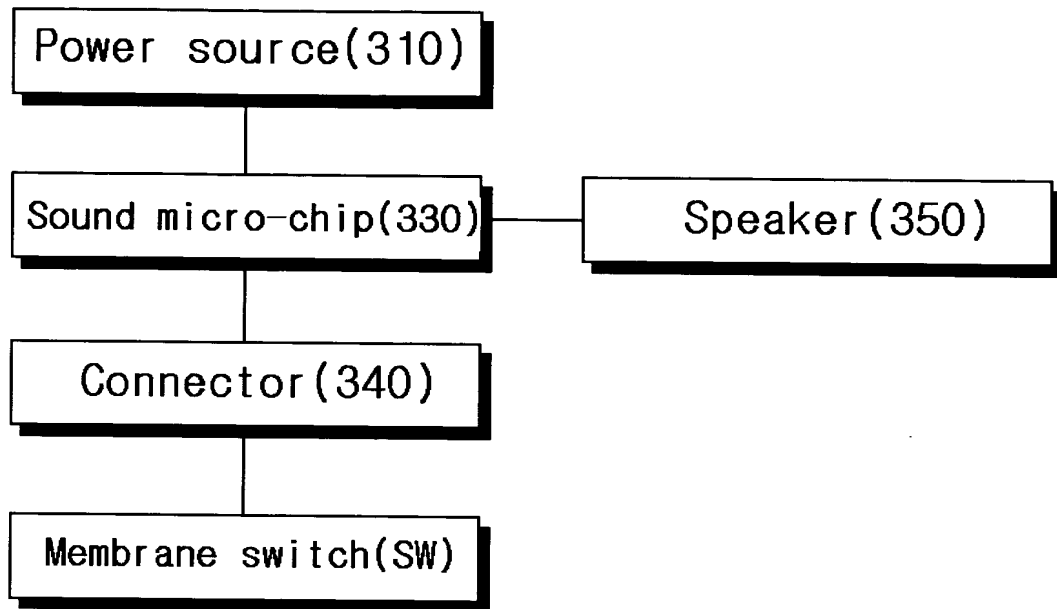 Power source(310)
Sound micro-chip(330)
Speaker(350)
Connector(340)
Membrane switch(SW)